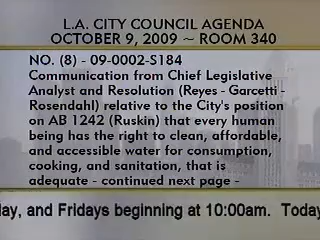 L.A. CITY COUNCIL AGENDA
OCTOBER 9, 2009 ~ ROOM 340
NO. (8) - 09-0002-S184
Communication from Chief Legislative
Analyst and Resolution (Reyes - Garcetti -
Rosendahl) relative to the City's position
on AB 1242 (Ruskin) that every human
being has the right to clean, affordable,
and accessible water for consumption,
cooking, and sanitation, that is
adequate - continued next page -
day, and Fridays beginning at 10:00am. Today